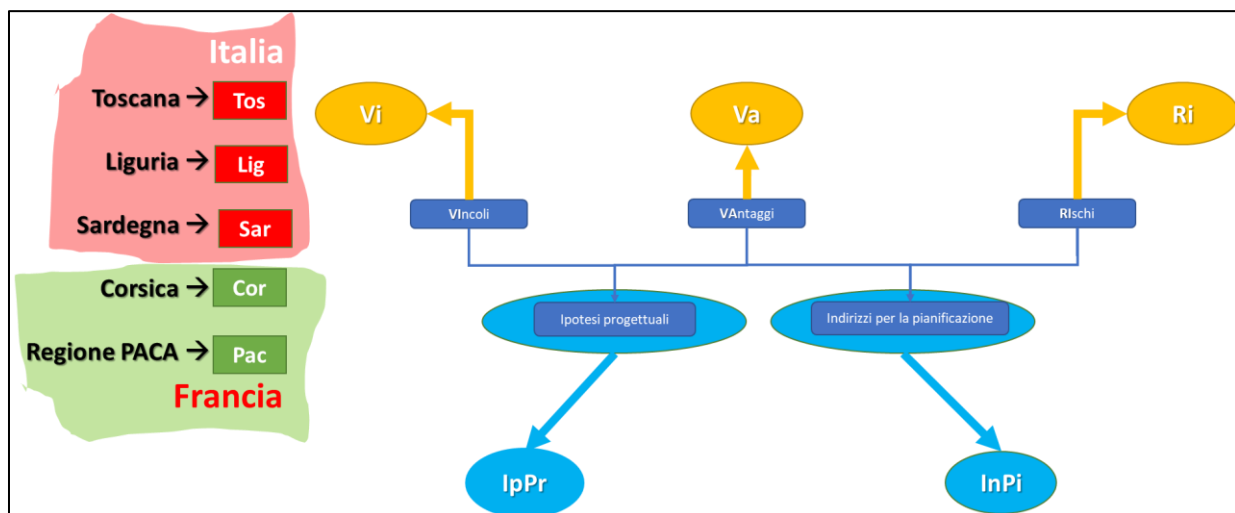 Italia
Toscana → Tos
Liguria → Lig
Sardegna → Sar
Corsica → Cor
Regione PACA → Pac
Francia
Vi
Va
Ri
VIncoli
VAntaggi
RIschi
Ipotesi progettuali
Indirizzi per la pianificazione
IpPr
InPi